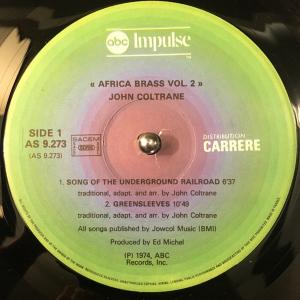 abc Impulse
« AFRICA BRASS VOL. 2 »
JOHN COLTRANE
SIDE 1
AS 9.273
(AS 9.273)
SACEM
DISTRIBUTION
CARRERE
1. SONG OF THE UNDERGROUND RAILROAD 6'37
traditional, adapt. and arr. by John Coltrane
2. GREENSLEEVES 10'49
traditional, adapt. and arr. by John Coltrane
All songs published by Jowcol Music (BMI)
Produced by Ed Michel
(P) 1974, ABC
Records, Inc.